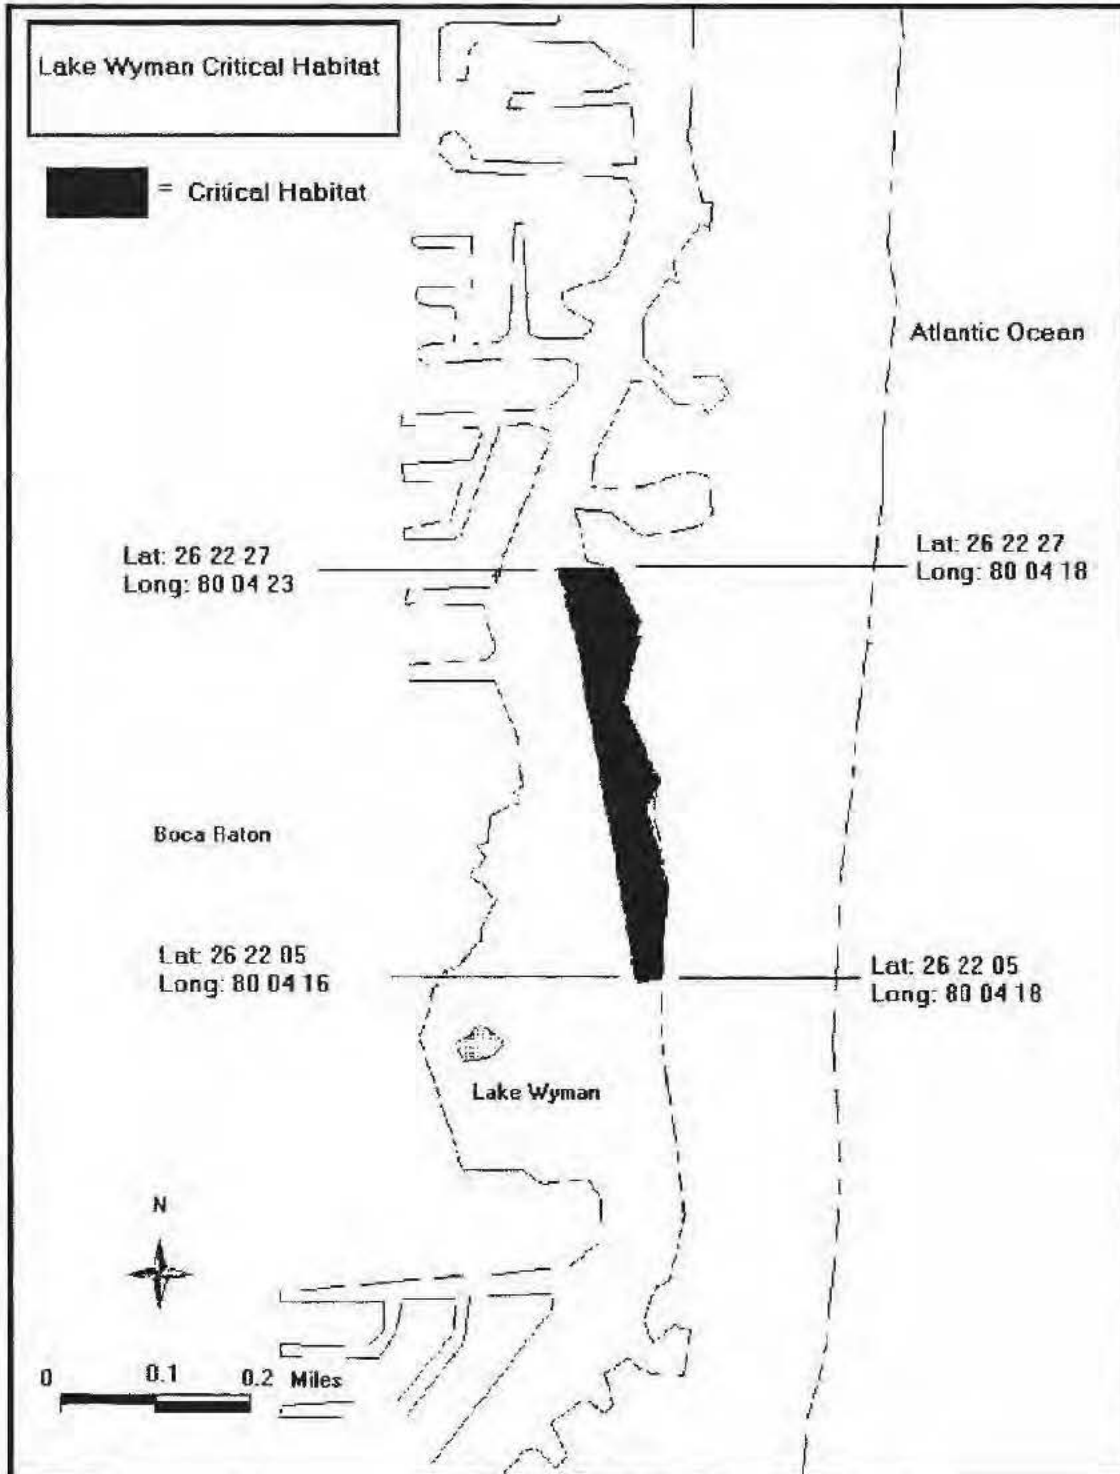 Lake Wyman Critical Habitat
= Critical Habitat
Atlantic Ocean
Lat: 26 22 27
Long: 80 04 23
Lat: 26 22 27
Long: 80 04 18
Boca Raton
Lat: 26 22 05
Long: 80 04 16
Lat: 26 22 05
Long: 80 04 18
Lake Wyman
N
0 0.1 0.2 Miles